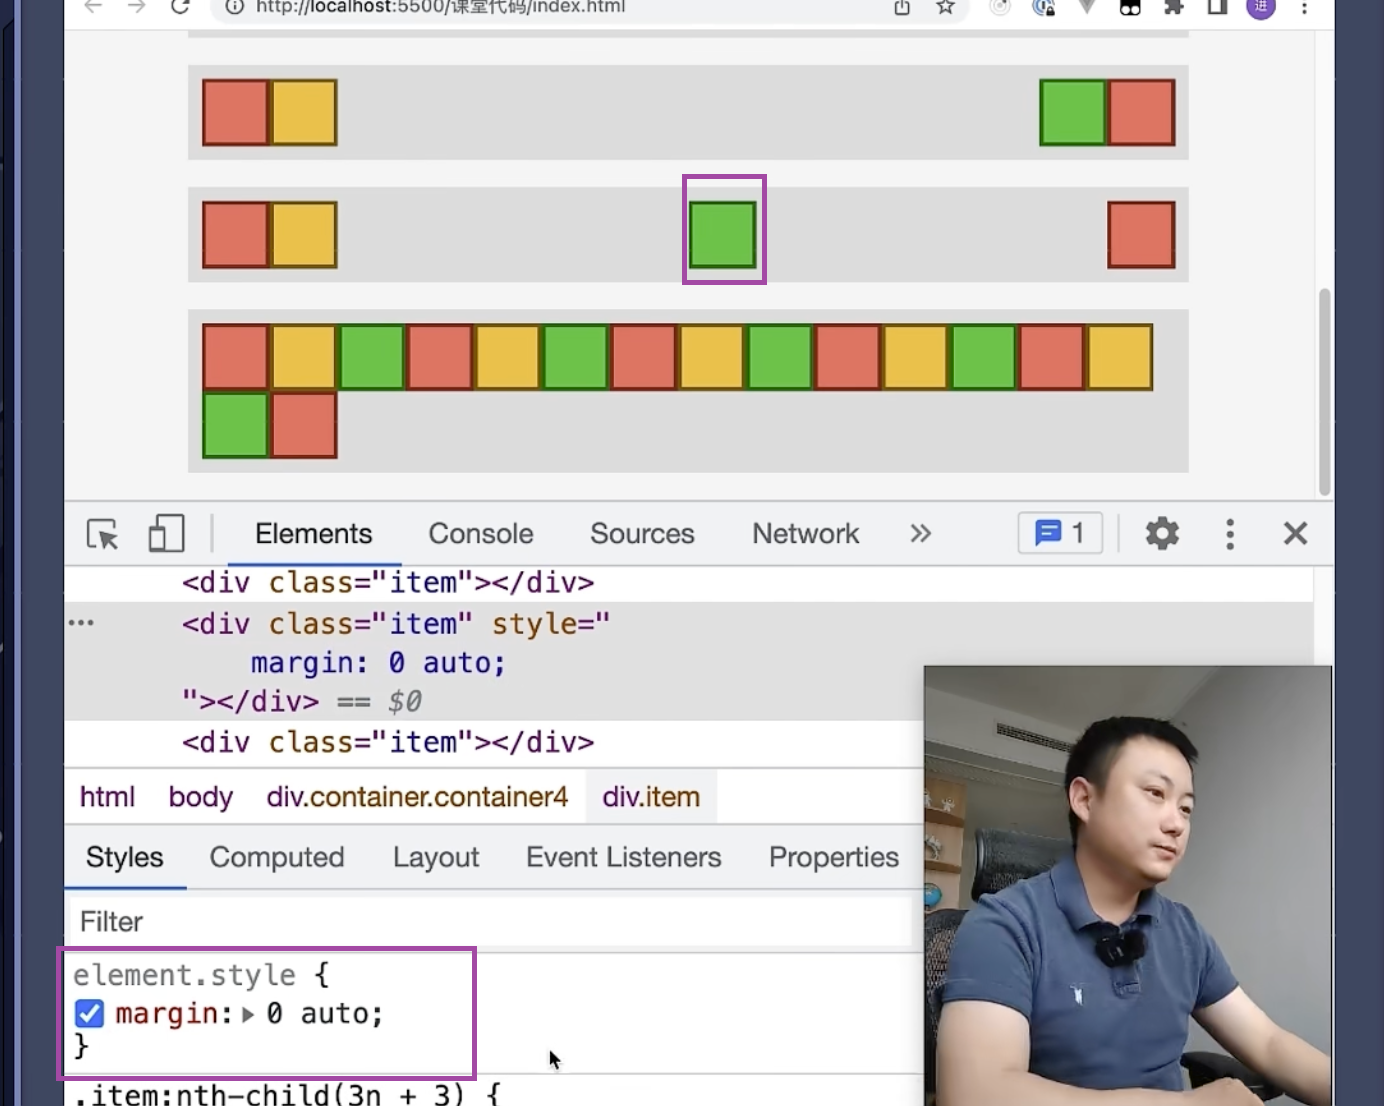 http://localhost:5500/课堂代码/index.html
进
Elements Console Sources Network » 1
<div class="item"></div>
... <div class="item" style="
margin: 0 auto;
"></div> == $0
<div class="item"></div>
html body div.container.container4 div.item
Styles Computed Layout Event Listeners Properties
Filter
element.style {
margin: 0 auto;
}
.item:nth-child(3n + 3) {